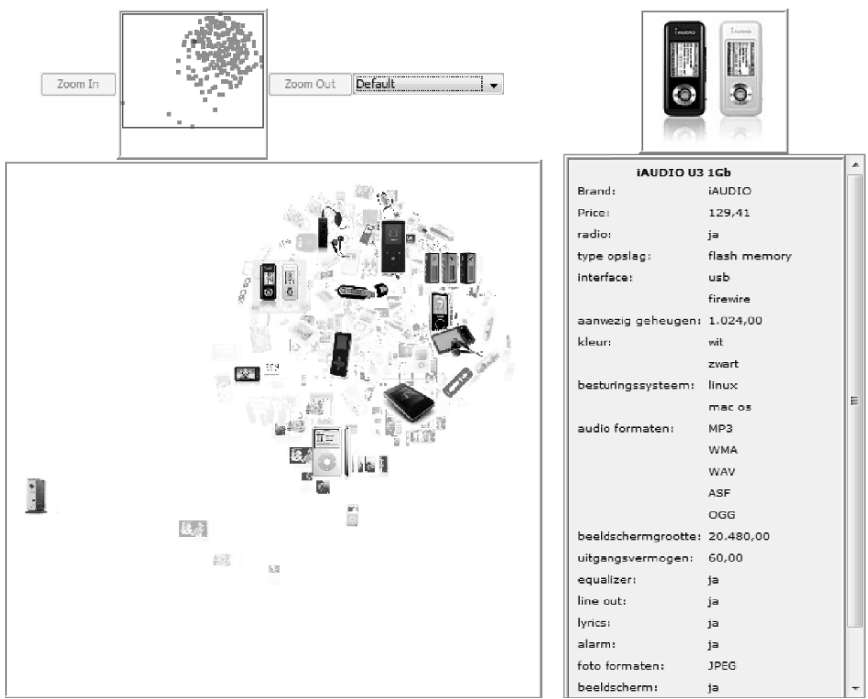 Zoom In
Zoom Out
Default
iAUDIO U3 1Gb
Brand: iAUDIO
Price: 129,41
radio: ja
type opslag: flash memory
interface: usb
firewire
aanwezig geheugen: 1.024,00
kleur: wit
zwart
besturingssysteem: linux
mac os
audio formaten: MP3
WMA
WAV
ASF
OGG
beeldschermgrootte: 20.480,00
uitgangsvermogen: 60,00
equalizer: ja
line out: ja
lyrics: ja
alarm: ja
foto formaten: JPEG
beeldscherm: ja